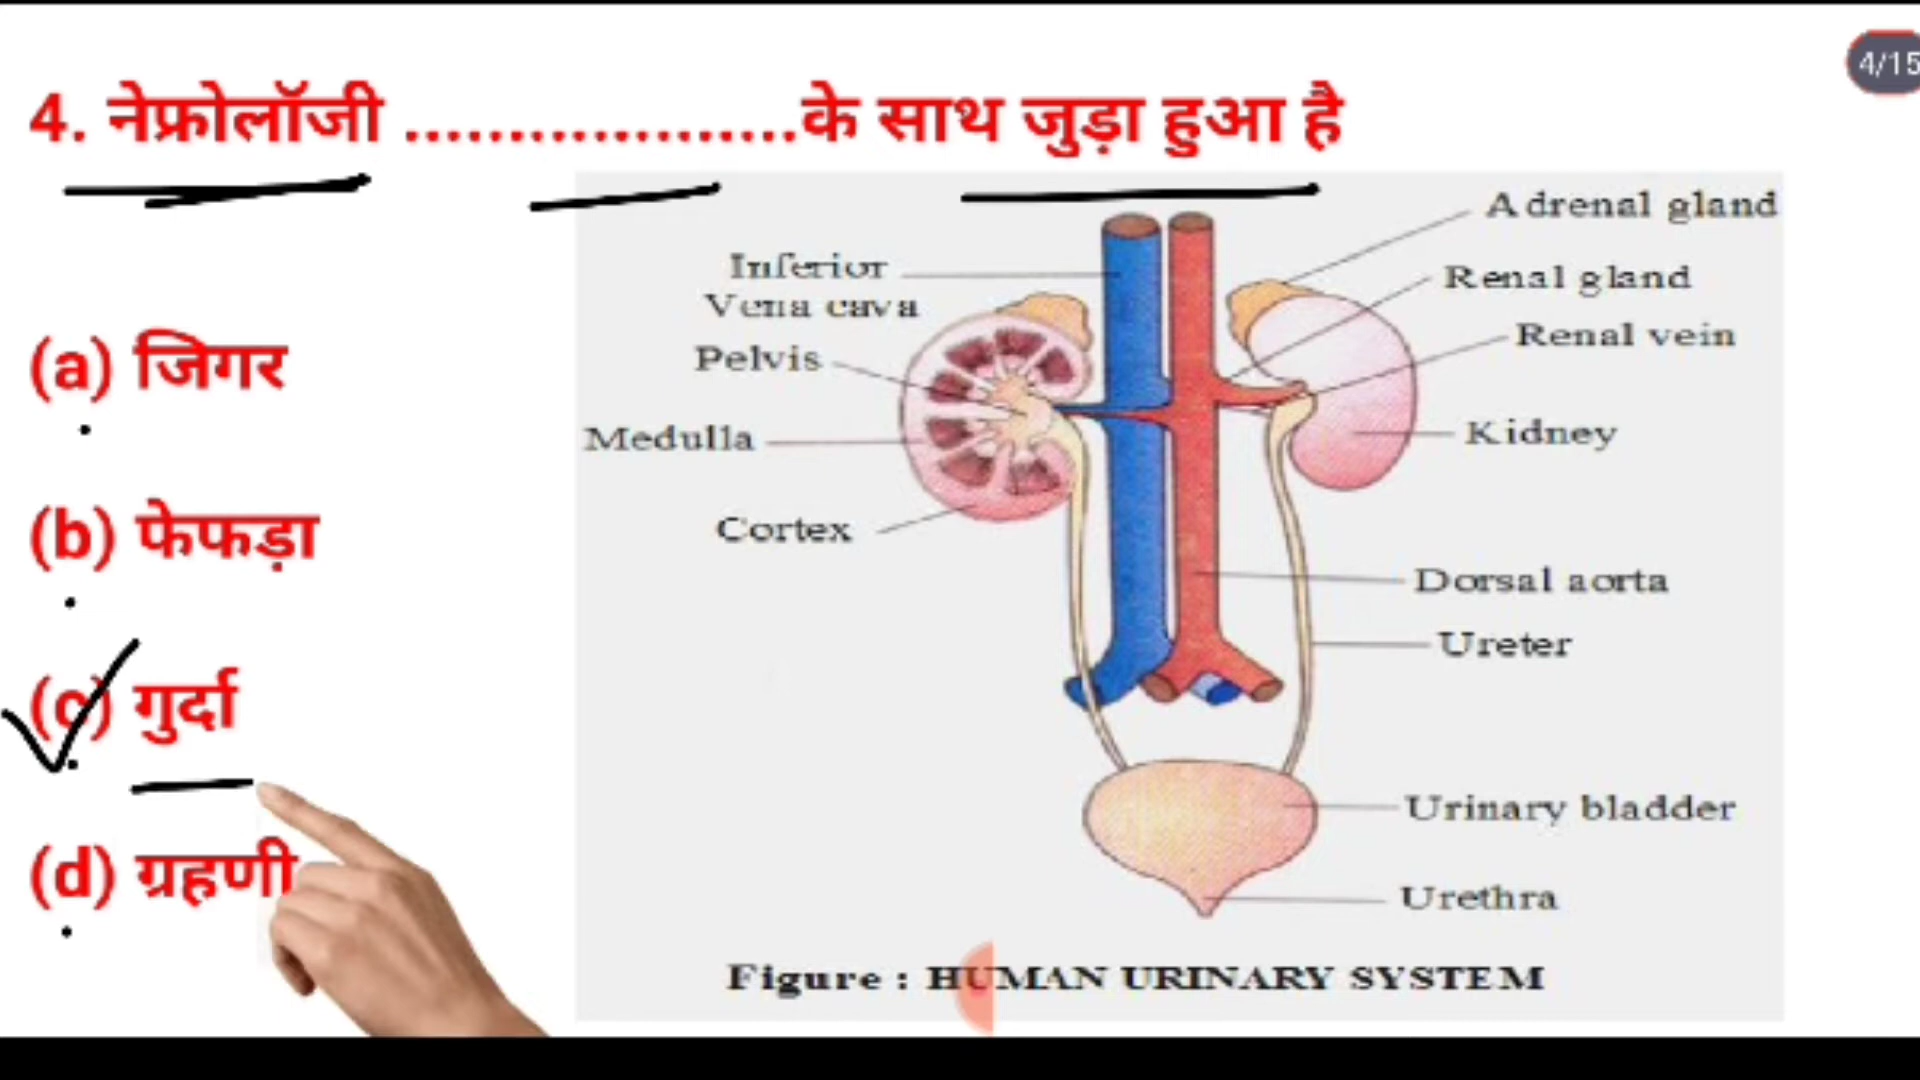 4/15
4. नेफ्रोलॉजी ...................के साथ जुड़ा हुआ है
(a) जिगर
(b) फेफड़ा
(c) गुर्दा
(d) ग्रहणी
Adrenal gland
Inferior
Vena cava
Renal gland
Renal vein
Pelvis
Medulla
Kidney
Cortex
Dorsal aorta
Ureter
Urinary bladder
Urethra
Figure : HUMAN URINARY SYSTEM